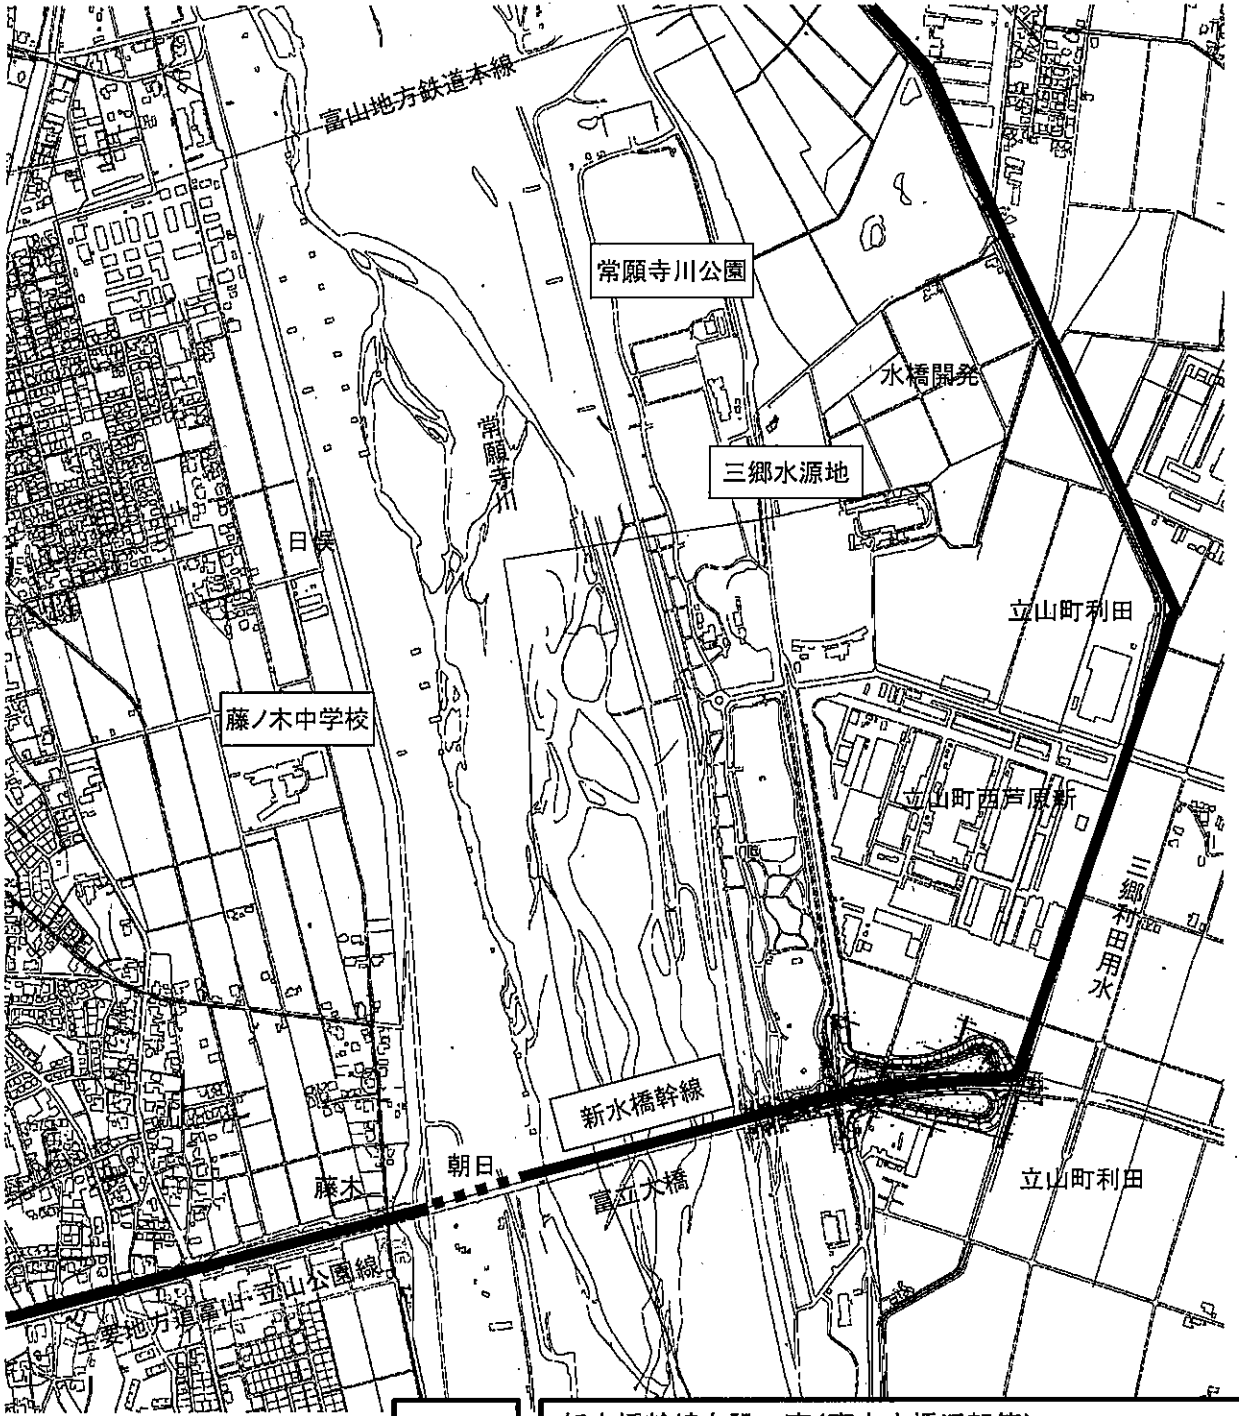 富山地方鉄道本線
常願寺川公園
水橋開発
常願寺川
三郷水源地
日俣
立山町利田
藤ノ木中学校
立山町西芦原新
三郷利田用水
新水橋幹線
朝日
藤木
富立大橋
立山町利田
主要地方道富山・立山公園線